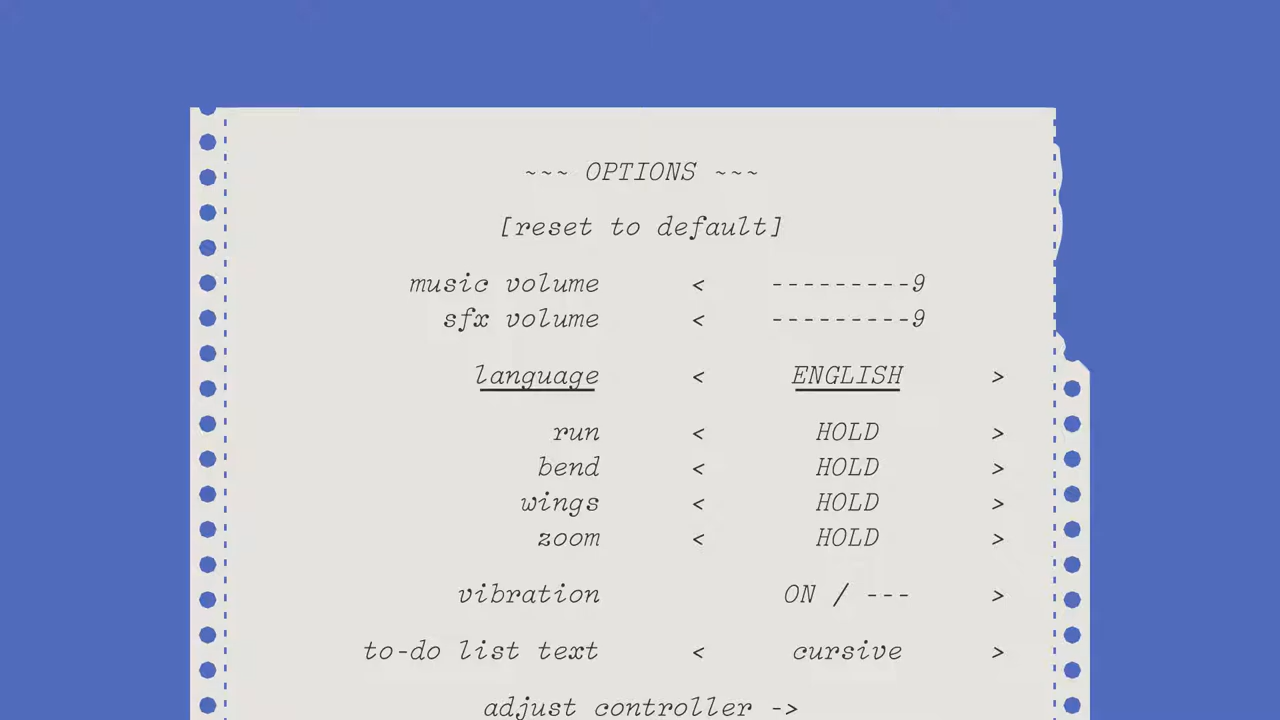 ~~~ OPTIONS ~~~
[reset to default]
music volume < ---------9
sfx volume < ---------9
language < ENGLISH >
run < HOLD >
bend < HOLD >
wings < HOLD >
zoom < HOLD >
vibration ON / --- >
to-do list text < cursive >
adjust controller ->